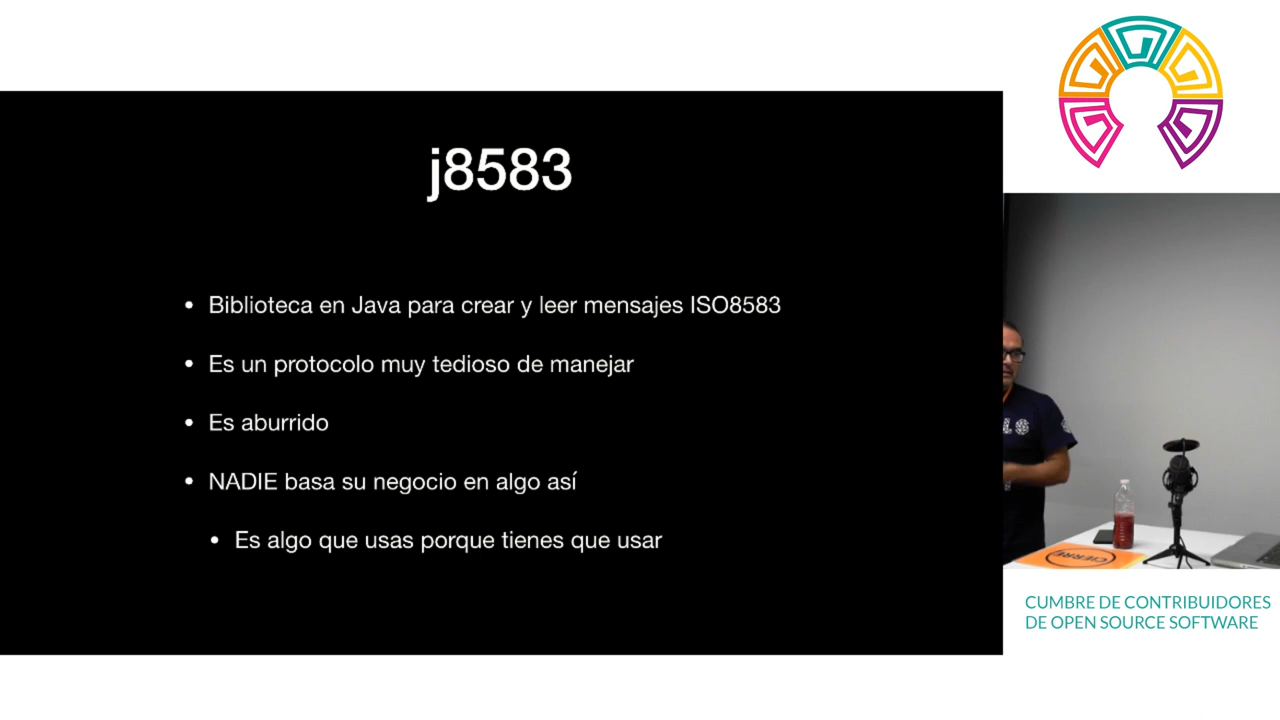 j8583
• Biblioteca en Java para crear y leer mensajes ISO8583
• Es un protocolo muy tedioso de manejar
• Es aburrido
• NADIE basa su negocio en algo así
• Es algo que usas porque tienes que usar
CIERRE
CUMBRE DE CONTRIBUIDORES
DE OPEN SOURCE SOFTWARE